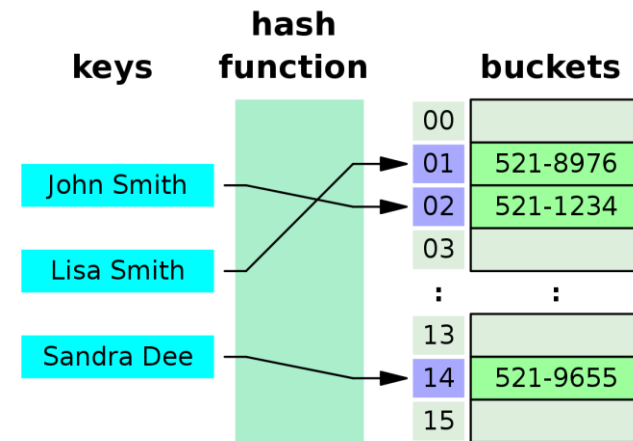 keys
hash
function
buckets
John Smith
Lisa Smith
Sandra Dee
00
01 521-8976
02 521-1234
03
: :
13
14 521-9655
15